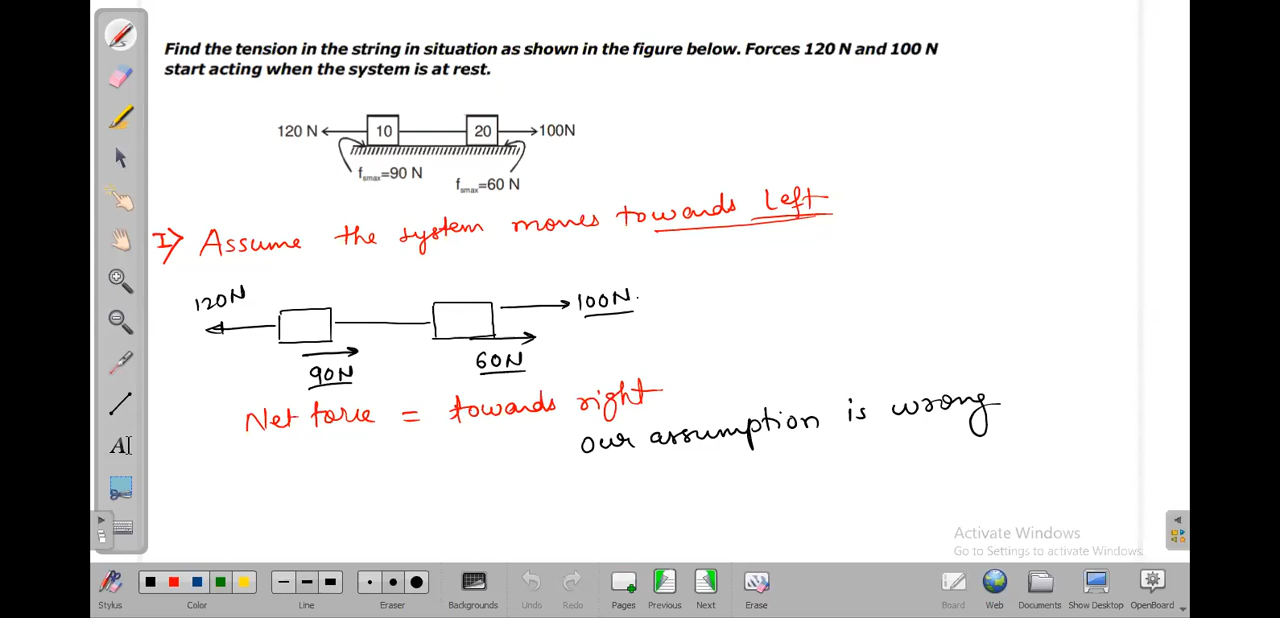 Find the tension in the string in situation as shown in the figure below. Forces 120 N and 100 N
start acting when the system is at rest.
120 N 10 20 100N
fsmax=90 N
fsmax=60 N
I> Assume the system moves towards left
120N 100N.
90N 60N
Net force = towards right
our assumption is wrong
Activate Windows
Go to Settings to activate Windows.
Stylus Color Line Eraser Backgrounds Undo Redo Pages Previous Next Erase Board Web Documents Show Desktop OpenBoard